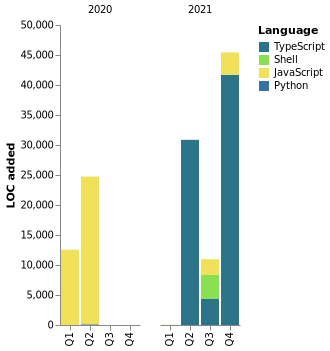 2020
2021
Language
TypeScript
Shell
JavaScript
Python
LOC added
50,000
45,000
40,000
35,000
30,000
25,000
20,000
15,000
10,000
5,000
0
Q1
Q2
Q3
Q4
Q1
Q2
Q3
Q4